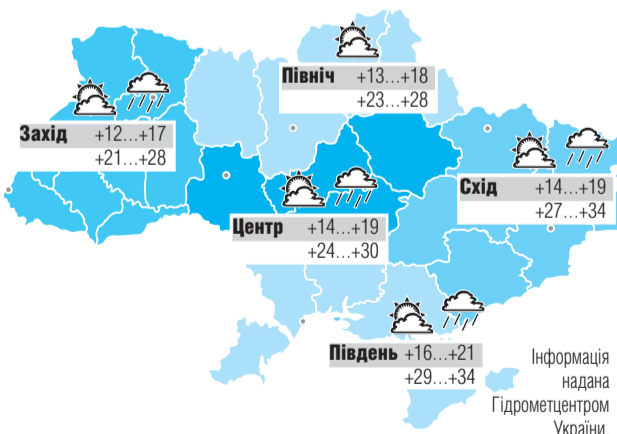 Північ +13...+18
+23...+28
Захід +12...+17
+21...+28
Схід +14...+19
+27...+34
Центр +14...+19
+24...+30
Південь +16...+21
+29...+34
Інформація
надана
Гідрометцентром
України.